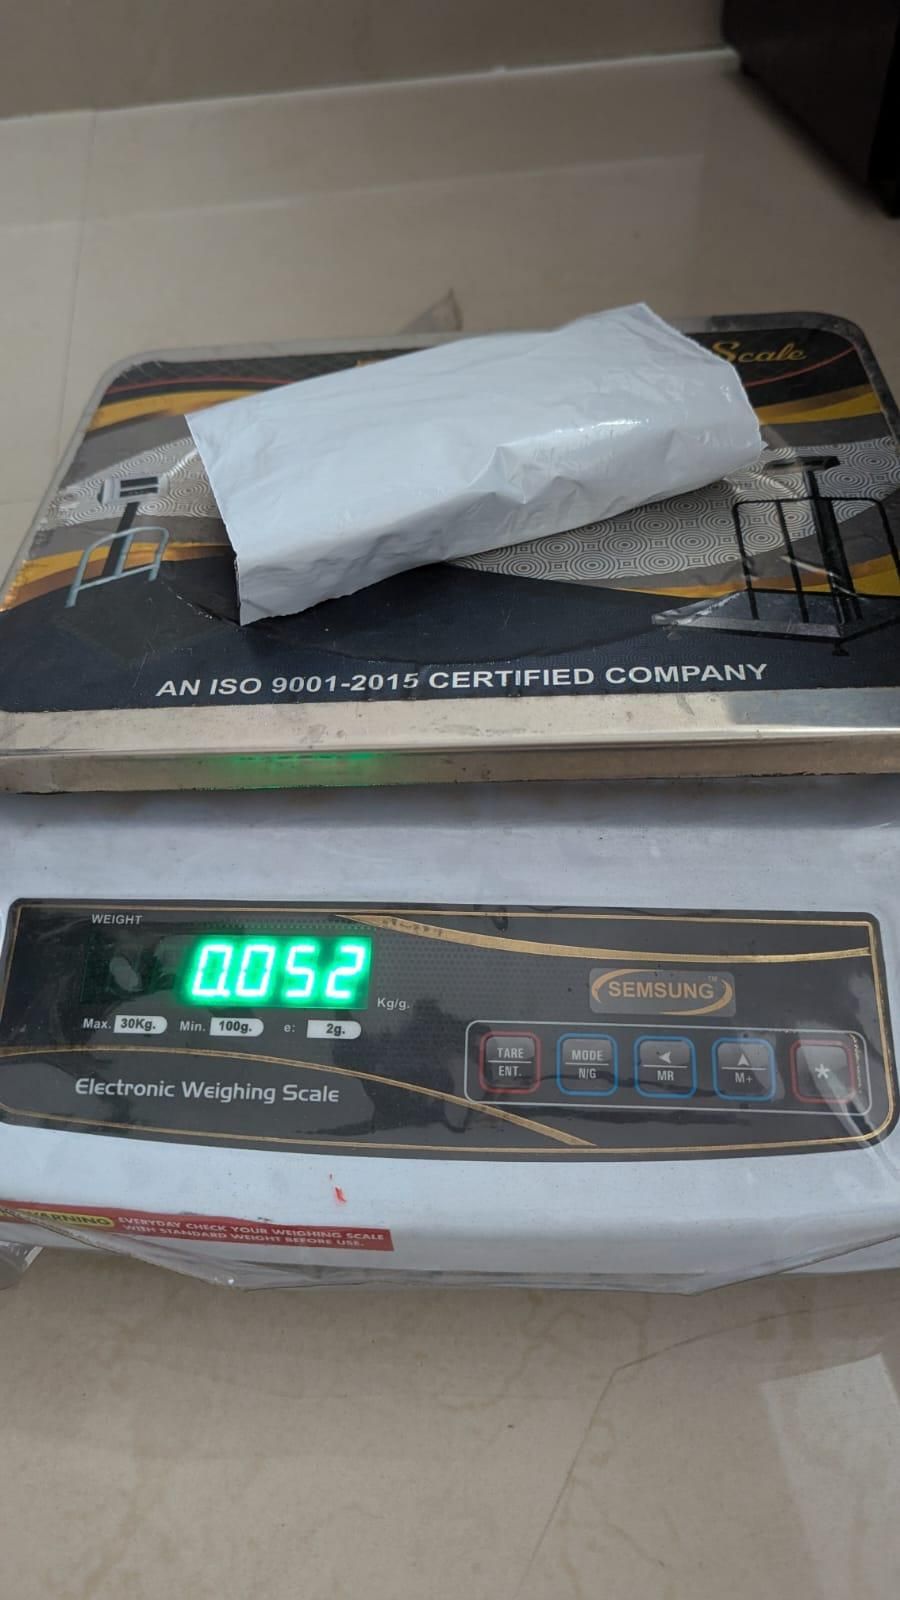 Scale
AN ISO 9001-2015 CERTIFIED COMPANY
WEIGHT
0.052
Kg/g.
Max. 30Kg. Min. 100g. e: 2g.
SEMSUNG™
TARE
ENT.
MODE
N/G
MR
M+
*
Electronic Weighing Scale
WARNING
EVERYDAY CHECK YOUR WEIGHING SCALE
WITH STANDARD WEIGHT BEFORE USE.